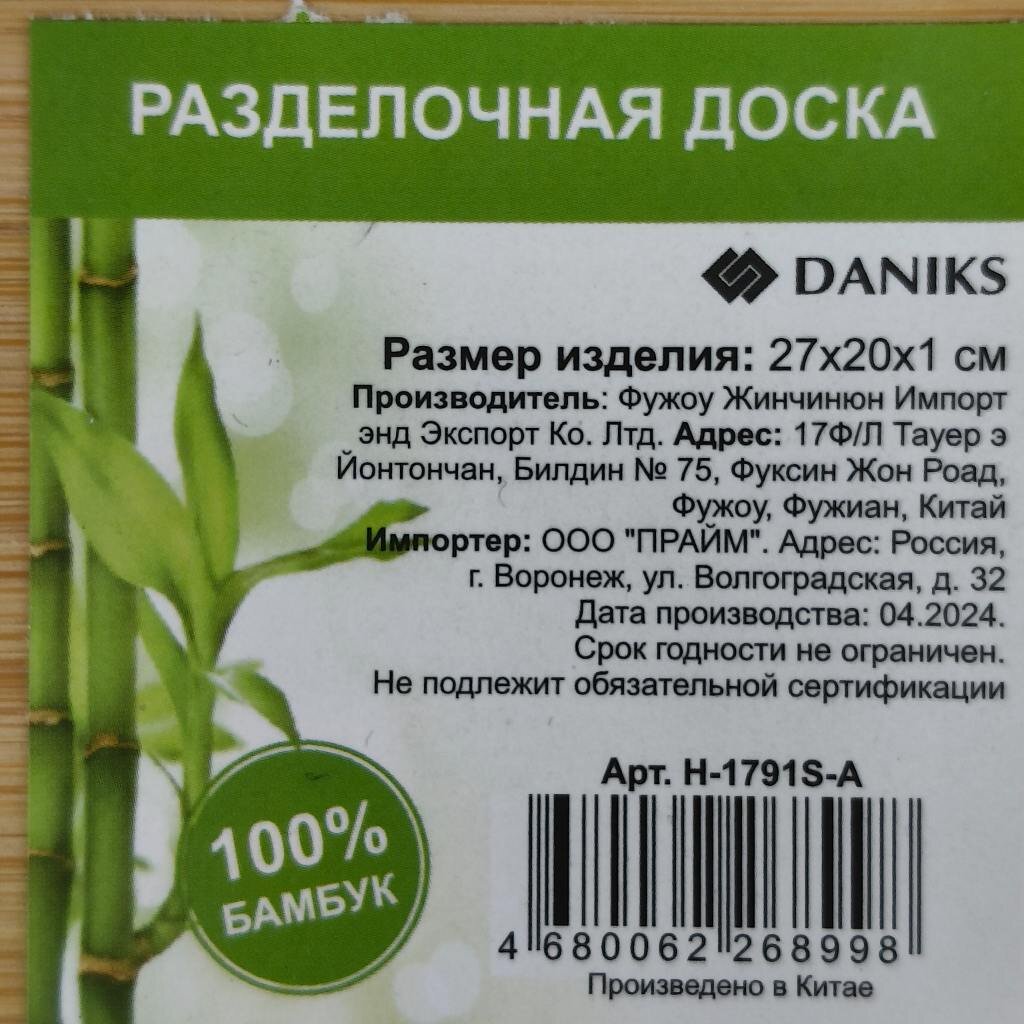 РАЗДЕЛОЧНАЯ ДОСКА
DANIKS
Размер изделия: 27х20х1 см
Производитель: Фужоу Жинчинюн Импорт
энд Экспорт Ко. Лтд. Адрес: 17Ф/Л Тауер э
Йонтончан, Билдин № 75, Фуксин Жон Роад,
Фужоу, Фужиан, Китай
Импортер: ООО "ПРАЙМ". Адрес: Россия,
г. Воронеж, ул. Волгоградская, д. 32
Дата производства: 04.2024.
Срок годности не ограничен.
Не подлежит обязательной сертификации
Арт. H-1791S-A
100%
БАМБУК
4 680062 268998
Произведено в Китае